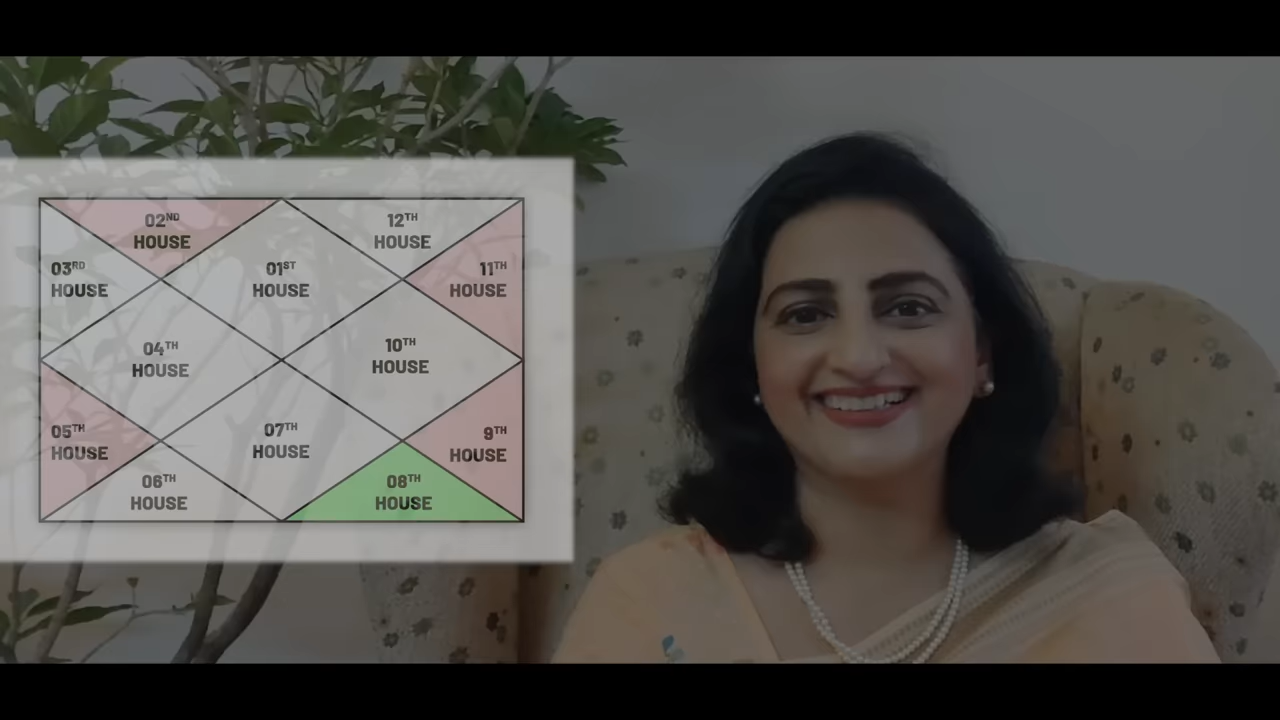 02ND
HOUSE
12TH
HOUSE
03RD
HOUSE
01ST
HOUSE
11TH
HOUSE
04TH
HOUSE
10TH
HOUSE
05TH
HOUSE
07TH
HOUSE
9TH
HOUSE
06TH
HOUSE
08TH
HOUSE